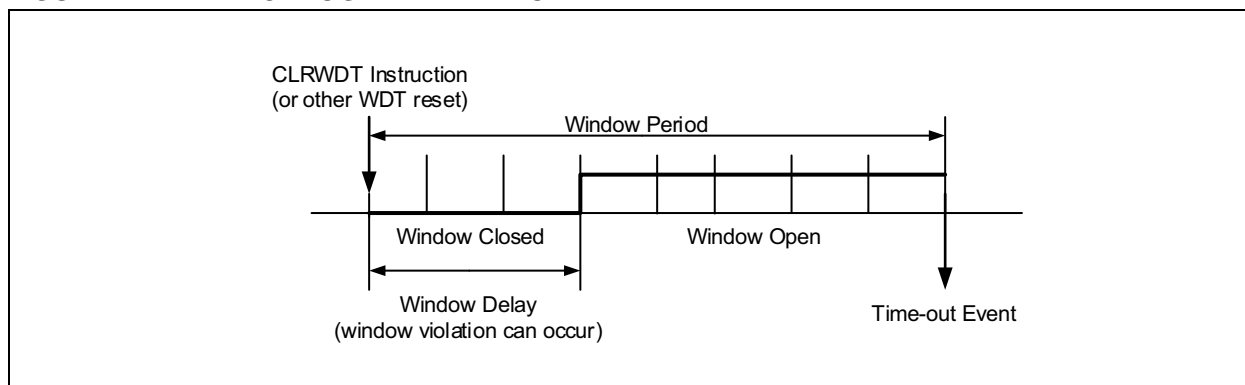 CLRWDT Instruction
(or other WDT reset)
Window Period
Window Closed
Window Open
Window Delay
(window violation can occur)
Time-out Event